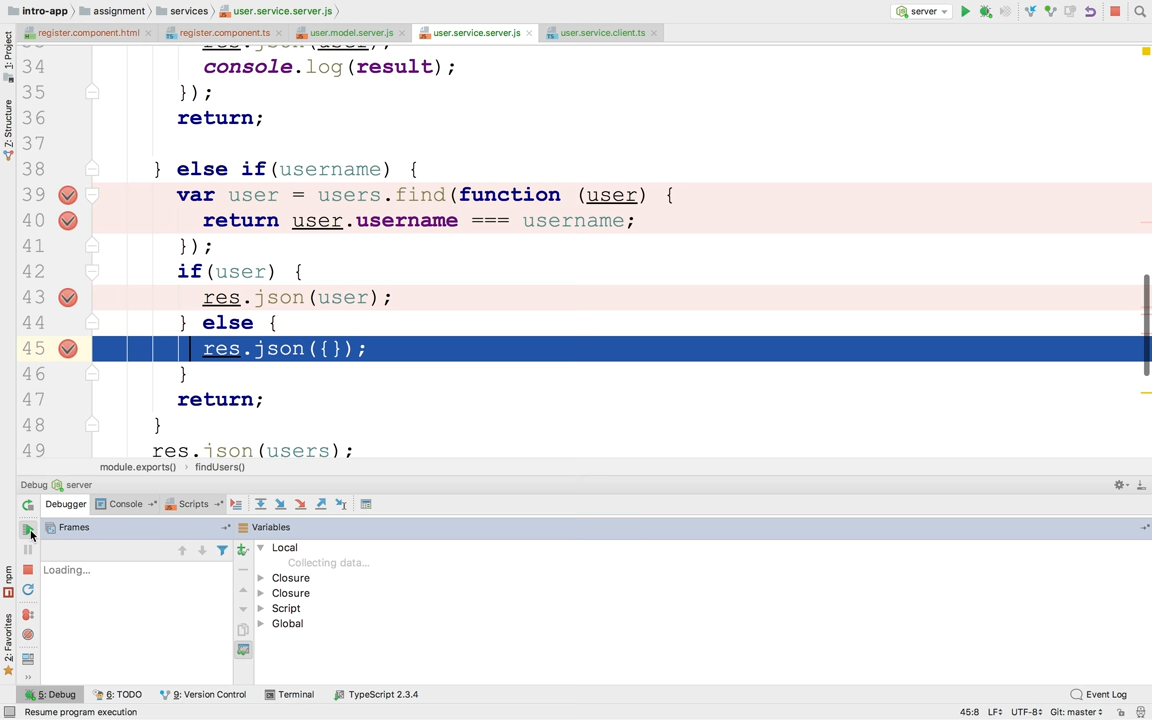 intro-app assignment services user.service.server.js server
register.component.html register.component.ts user.model.server.js user.service.server.js user.service.client.ts
1: Project
Z: Structure
npm
2: Favorites
res.json(user);
34 console.log(result);
35 });
36 return;
37
38 } else if(username) {
39 var user = users.find(function (user) {
40 return user.username === username;
41 });
42 if(user) {
43 res.json(user);
44 } else {
45 res.json({});
46 }
47 return;
48 }
49 res.json(users);
module.exports() findUsers()
Debug server
Debugger Console Scripts
Frames Variables
Loading...
Local
Collecting data...
Closure
Closure
Script
Global
5: Debug 6: TODO 9: Version Control Terminal TypeScript 2.3.4 Event Log
Resume program execution 45:8 LF UTF-8 Git: master